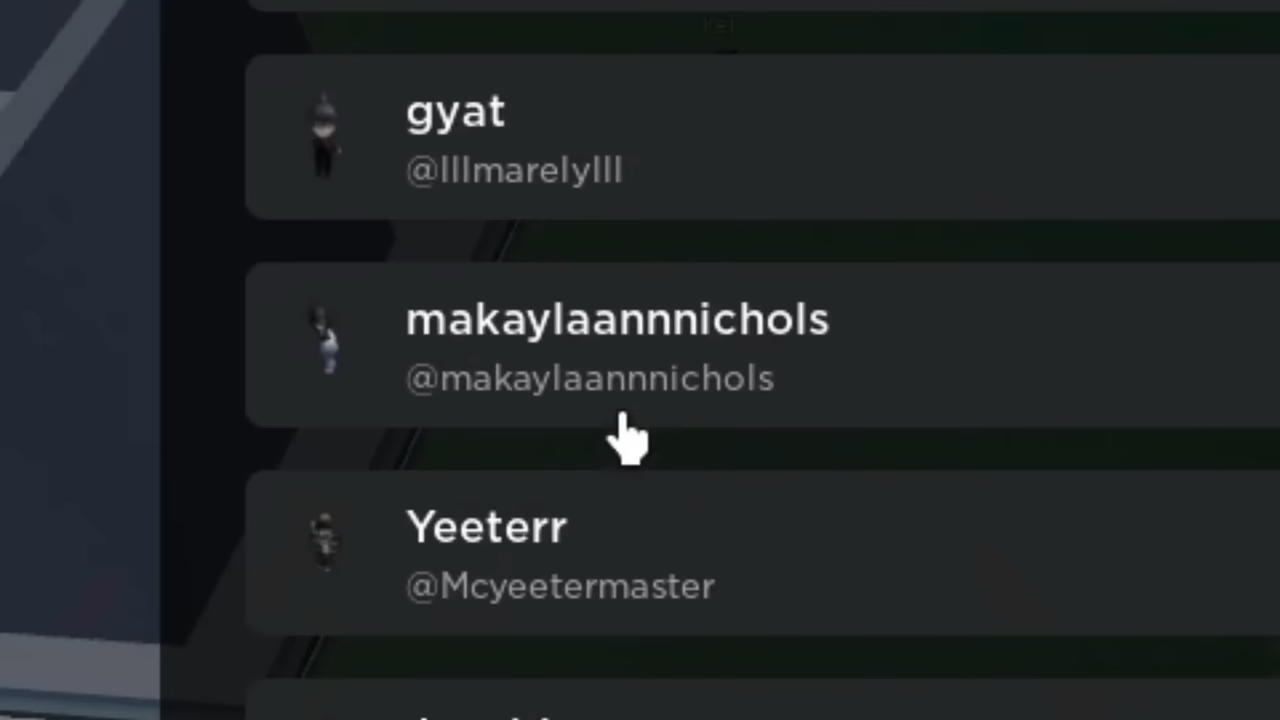 gyat
@lllmarelylll
makaylaannnichols
@makaylaannnichols
Yeeterr
@Mcyeetermaster